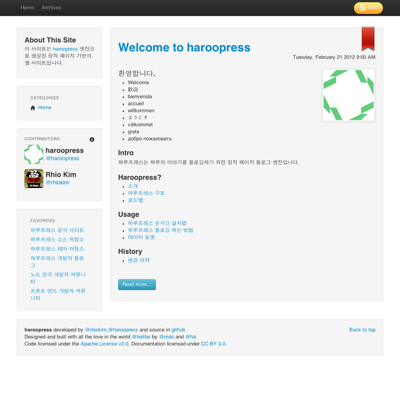 Home Archives
RSS
About This Site
이 사이트는 haroopress 엔진으
로 생성된 정적 페이지 기반의
웹 사이트입니다.
CATEGORIES
Home
CONTRIBUTORS
haroopress
@haroopress
Rhio Kim
@rhiokim
FAVORITES
하루프레스 공식 사이트
하루프레스 소스 저장소
하루프레스 테마 저장소
하루프레스 개발자 블로
그
노드 한국 개발자 커뮤니
티
프론트 엔드 개발자 커뮤
니티
Welcome to haroopress
Tuesday, February 21 2012 9:00 AM
환영합니다.
Welcome
歡迎
bienvenida
accueil
willkommen
ようこそ
välkommet
grata
добро пожаловать
Intro
하루프레스는 하루의 이야기를 블로깅하기 위한 정적 페이지 블로그 엔진입니다.
Haroopress?
소개
하루프레스 구조
로드맵
Usage
하루프레스 운식간 설치법
하루프레스 블로깅 하는 방법
데이터 포맷
History
변경 이력
Read more...
haroopress developed by @rhiokim,@haroopress and source in github
Back to top
Designed and built with all the love in the world @twitter by @mdo and @fat.
Code licensed under the Apache License v2.0. Documentation licensed under CC BY 3.0.